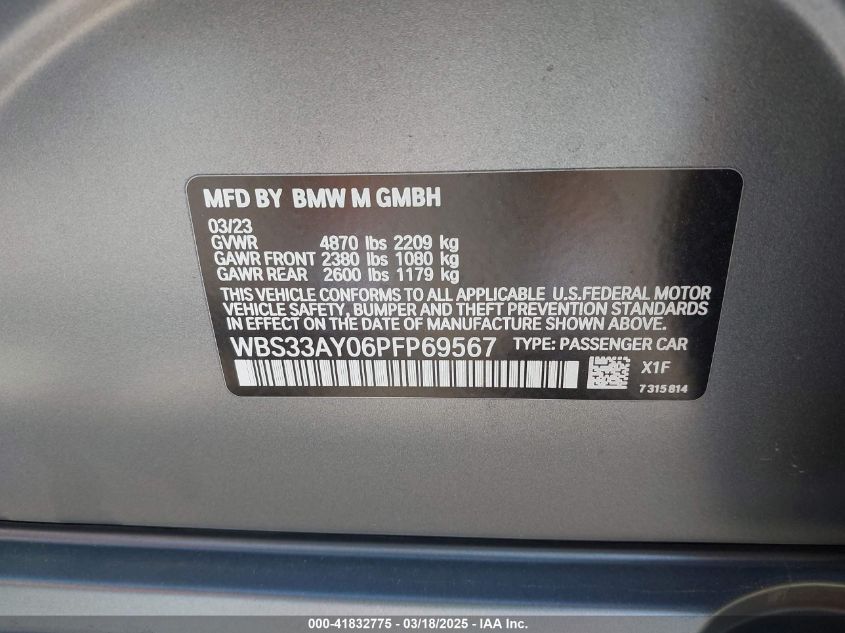 MFD BY BMW M GMBH
03/23
GVWR 4870 lbs 2209 kg
GAWR FRONT 2380 lbs 1080 kg
GAWR REAR 2600 lbs 1179 kg
THIS VEHICLE CONFORMS TO ALL APPLICABLE U.S.FEDERAL MOTOR
VEHICLE SAFETY, BUMPER AND THEFT PREVENTION STANDARDS
IN EFFECT ON THE DATE OF MANUFACTURE SHOWN ABOVE.
WBS33AY06PFP69567 TYPE: PASSENGER CAR
X1F
7315814
000-41832775 - 03/18/2025 - IAA Inc.